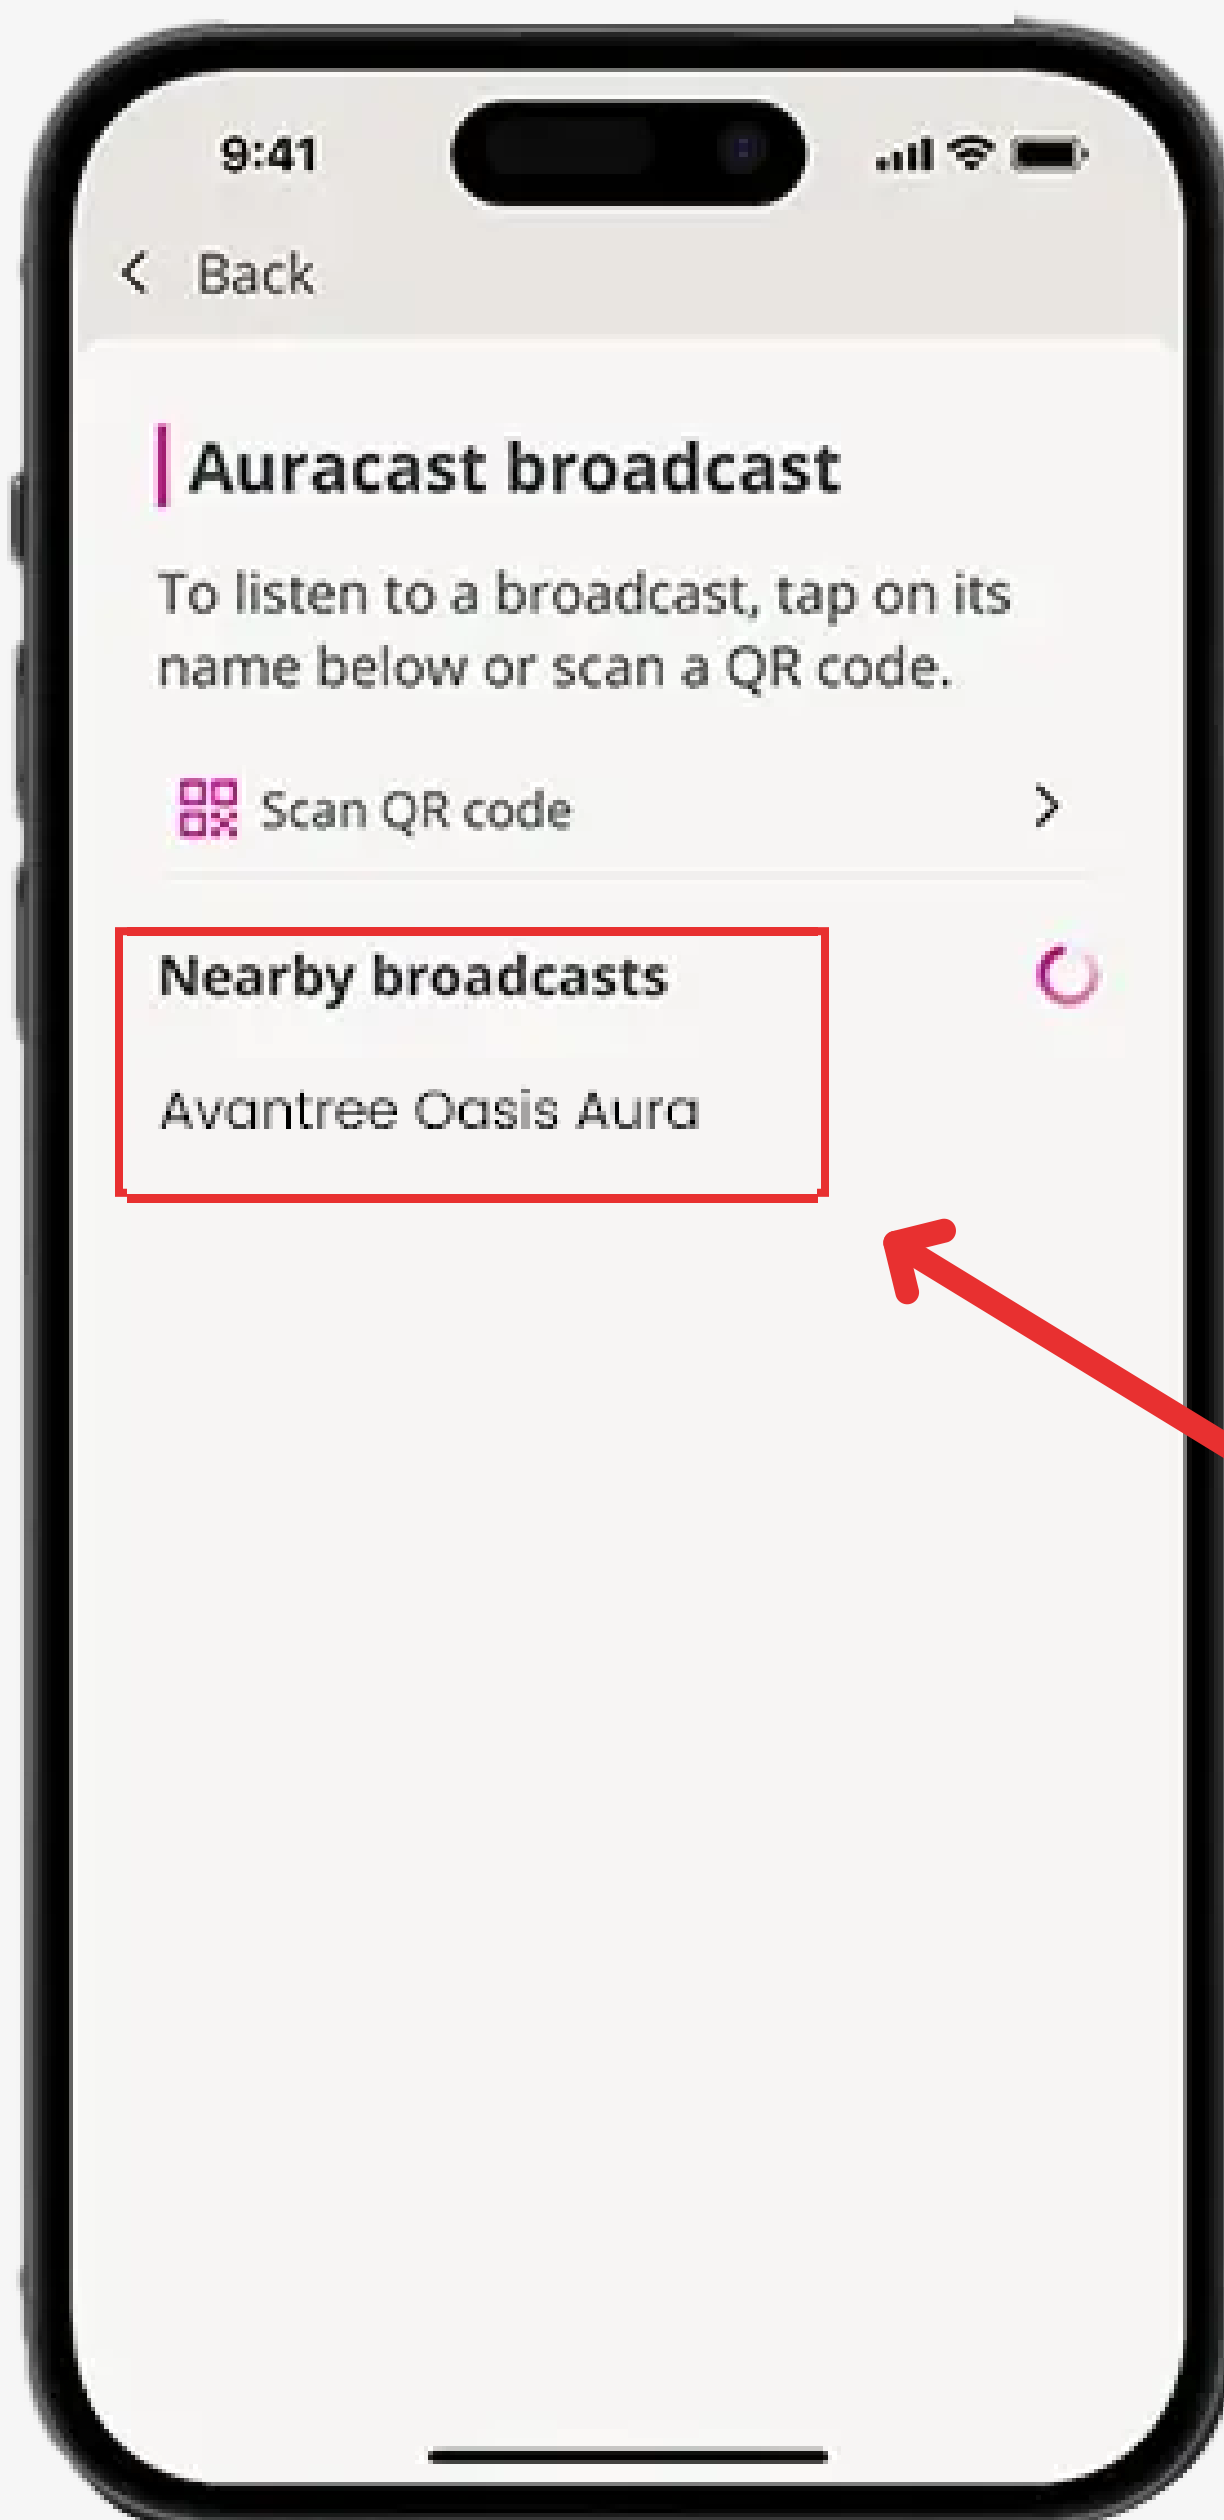 9:41
Back
Auracast broadcast
To listen to a broadcast, tap on its
name below or scan a QR code.
Scan QR code
Nearby broadcasts
Avantree Oasis Aura